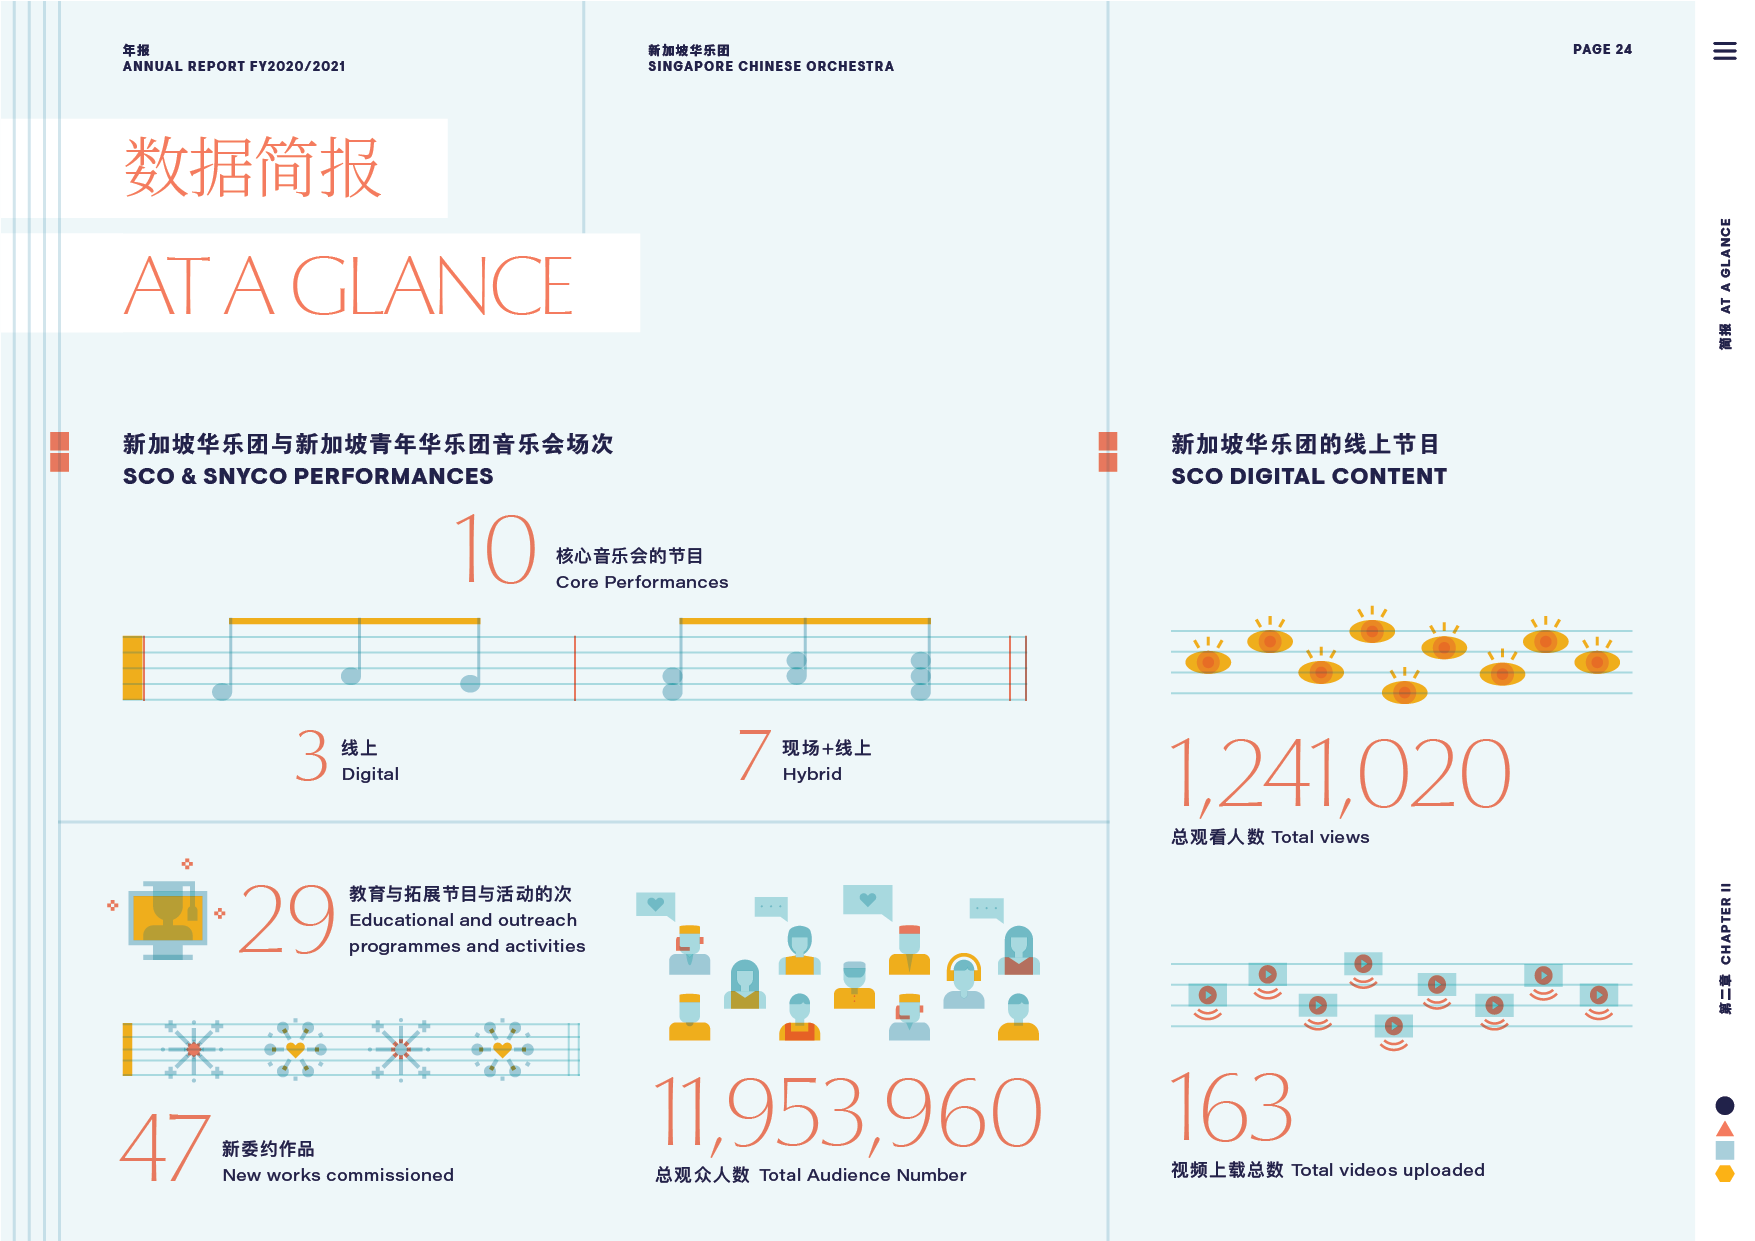 年报
ANNUAL REPORT FY2020/2021
新加坡华乐团
SINGAPORE CHINESE ORCHESTRA
PAGE 24
数据简报
AT A GLANCE
新加坡华乐团与新加坡青年华乐团音乐会场次
SCO & SNYCO PERFORMANCES
10
核心音乐会的节目
Core Performances
3
线上
Digital
7
现场+线上
Hybrid
29
教育与拓展节目与活动的次
Educational and outreach
programmes and activities
47
新委约作品
New works commissioned
11,953,960
总观众人数 Total Audience Number
新加坡华乐团的线上节目
SCO DIGITAL CONTENT
1,241,020
总观看人数 Total views
163
视频上载总数 Total videos uploaded
简报 AT A GLANCE
第二章 CHAPTER II